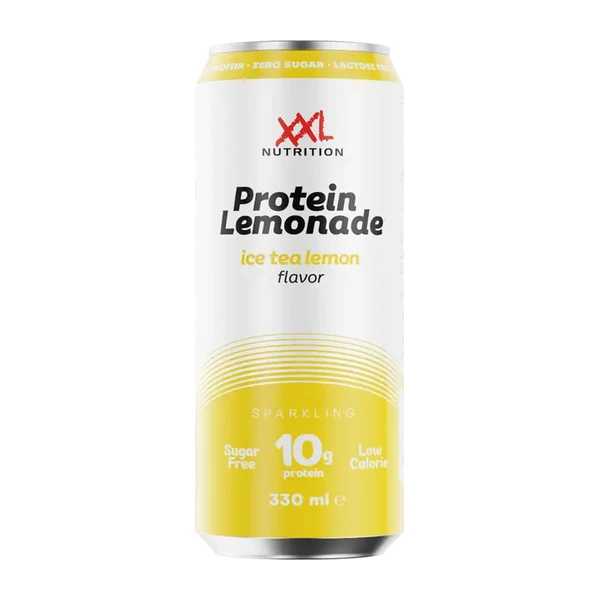 PROTEIN · ZERO SUGAR · LACTOSE
XXL
NUTRITION
Protein
Lemonade
ice tea lemon
flavor
SPARKLING
Sugar
Free
10g
protein
Low
Calorie
330 ml e